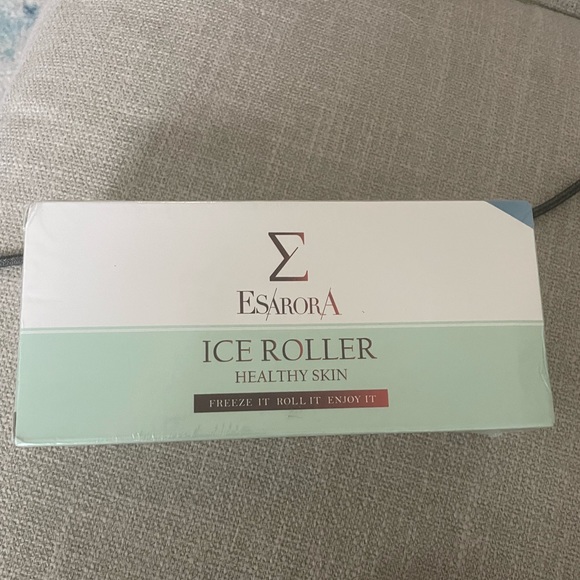 Σ
ESARORA
ICE ROLLER
HEALTHY SKIN
FREEZE IT ROLL IT ENJOY IT